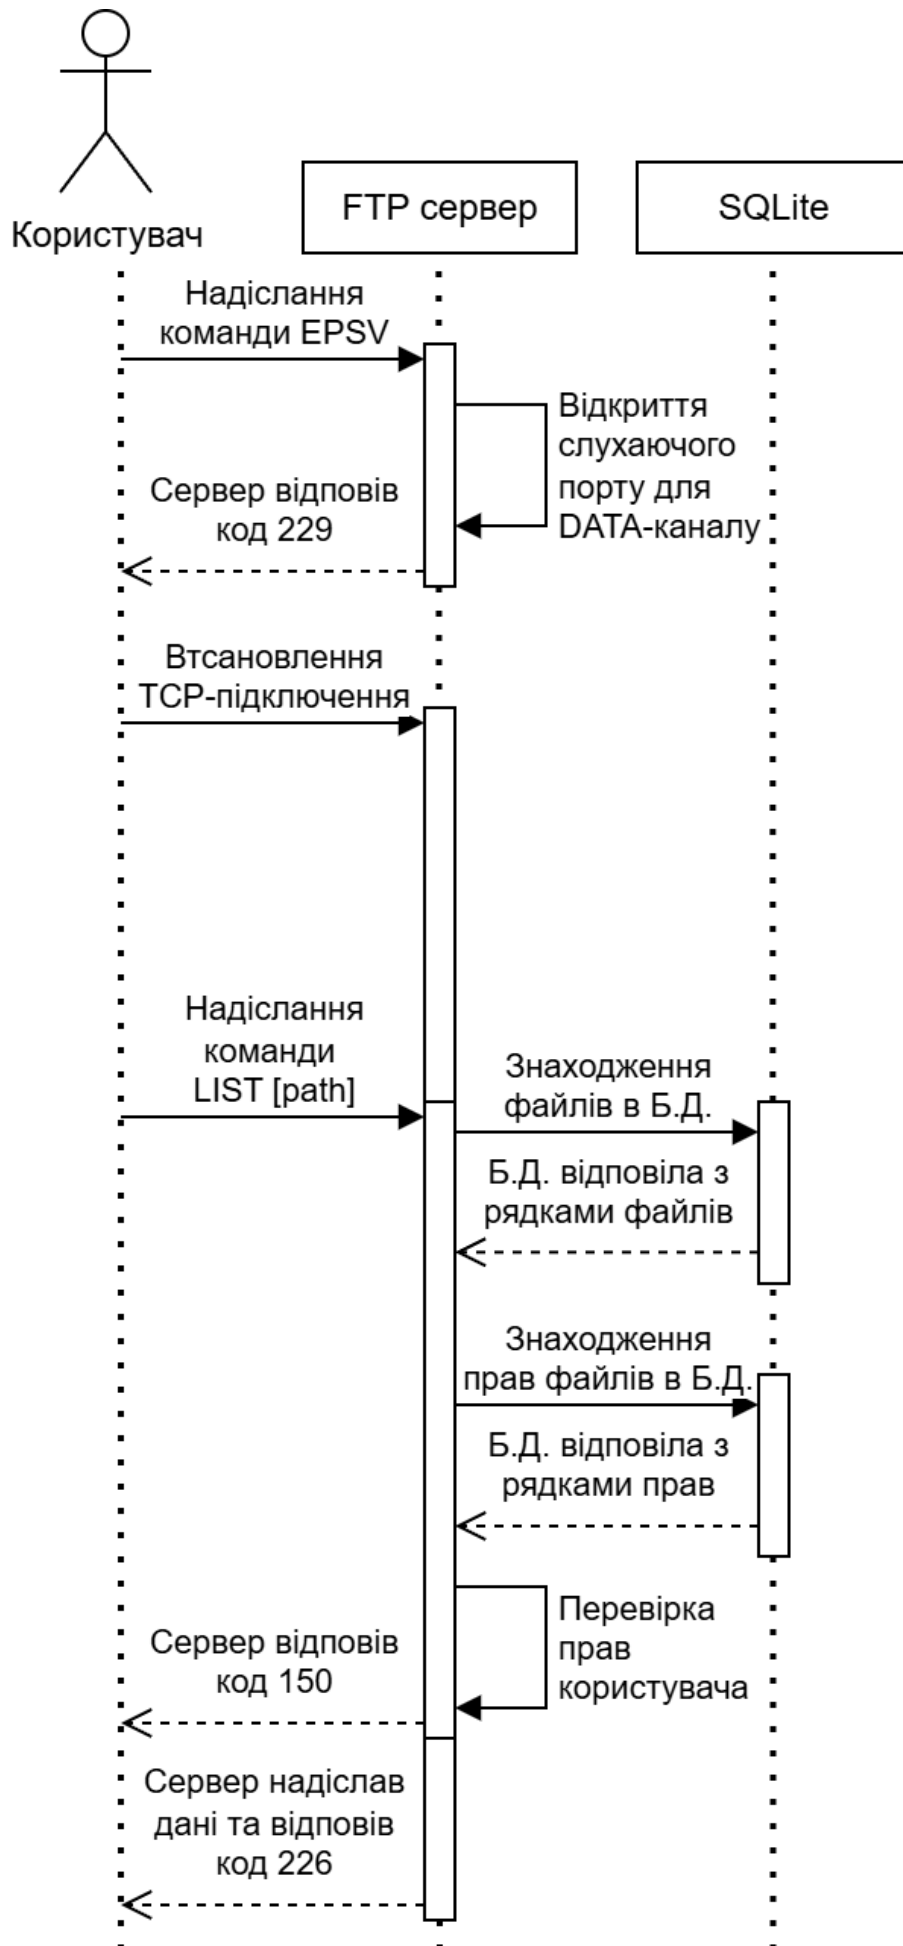 Користувач
FTP сервер
SQLite
Надіслання
команди EPSV
Відкриття
слухаючого
порту для
DATA-каналу
Сервер відповів
код 229
Втсановлення
TCP-підключення
Надіслання
команди
LIST [path]
Знаходження
файлів в Б.Д.
Б.Д. відповіла з
рядками файлів
Знаходження
прав файлів в Б.Д.
Б.Д. відповіла з
рядками прав
Перевірка
прав
користувача
Сервер відповів
код 150
Сервер надіслав
дані та відповів
код 226